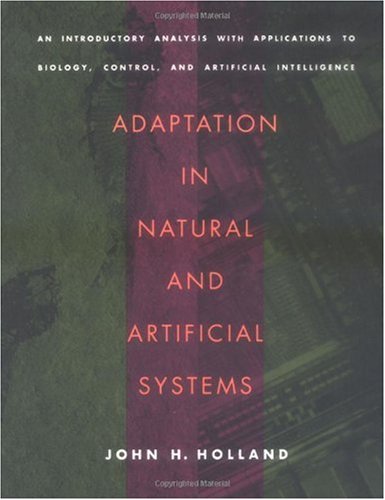 AN INTRODUCTORY ANALYSIS WITH APPLICATIONS TO
BIOLOGY, CONTROL, AND ARTIFICIAL INTELLIGENCE
ADAPTATION
IN
NATURAL
AND
ARTIFICIAL
SYSTEMS
JOHN H. HOLLAND